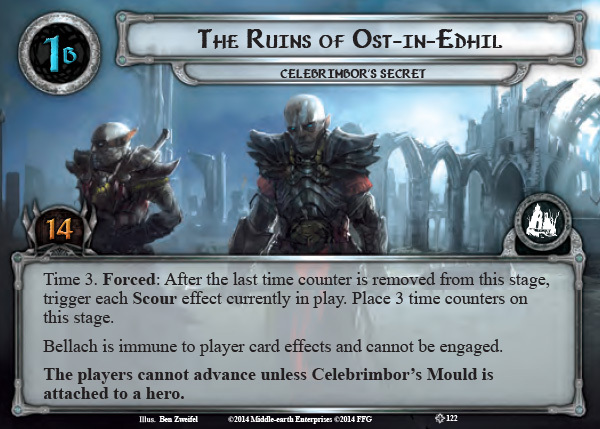 1B
THE RUINS OF OST-IN-EDHIL
CELEBRIMBOR'S SECRET
14
Time 3. Forced: After the last time counter is removed from this stage,
trigger each Scour effect currently in play. Place 3 time counters on
this stage.
Bellach is immune to player card effects and cannot be engaged.
The players cannot advance unless Celebrimbor's Mould is
attached to a hero.
Illus. Ben Zweifel ©2014 Middle-earth Enterprises ©2014 FFG 122